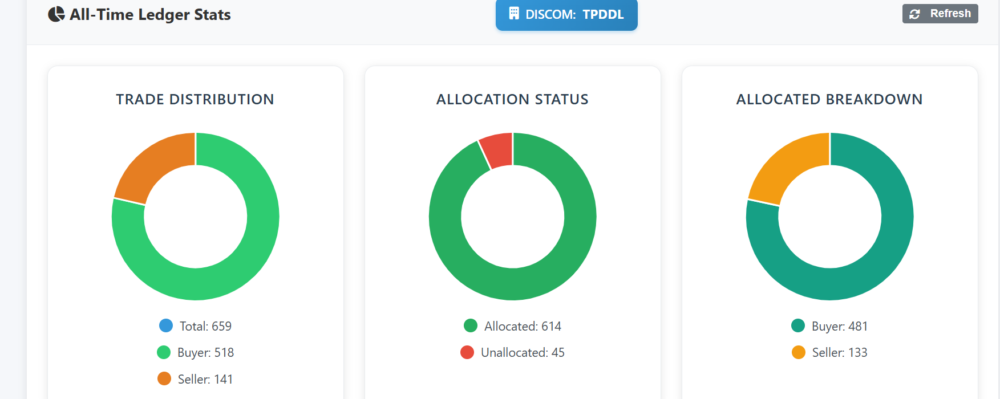 All-Time Ledger Stats
DISCOM: TPDDL
Refresh
TRADE DISTRIBUTION
Total: 659
Buyer: 518
Seller: 141
ALLOCATION STATUS
Allocated: 614
Unallocated: 45
ALLOCATED BREAKDOWN
Buyer: 481
Seller: 133